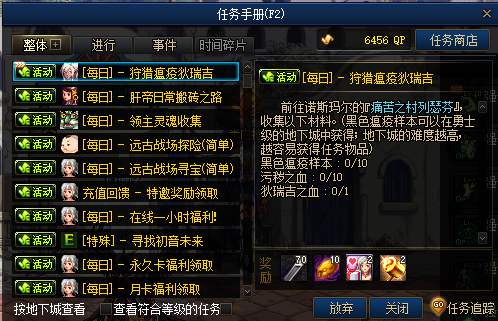 任务手册(F2)
整体 进行 事件 时间碎片 6456 QP 任务商店
活动 [每日] - 狩猎瘟疫狄瑞吉
活动 [每日] - 肝帝日常搬砖之路
活动 [每日] - 领主灵魂收集
活动 [每日] - 远古战场探险(简单)
活动 [每日] - 远古战场寻宝(简单)
活动 充值回馈 - 特邀奖励领取
活动 [每日] - 在线一小时福利!
活动 [特殊] - 寻找初音未来
活动 [每日] - 永久卡福利领取
活动 [每日] - 月卡福利领取
按地下城查看 查看符合等级的任务
活动 [每日] - 狩猎瘟疫狄瑞吉
前往诺斯玛尔的『痛苦之村列瑟芬』,
收集以下材料。(黑色瘟疫样本可以在勇士
级的地下城中获得; 地下城的难度越高,
越容易获得任务物品)
黑色瘟疫样本 : 0/10
污秽之血 : 0/10
狄瑞吉之血 : 0/1
奖励 10 2 2
放弃 关闭 GO 任务追踪